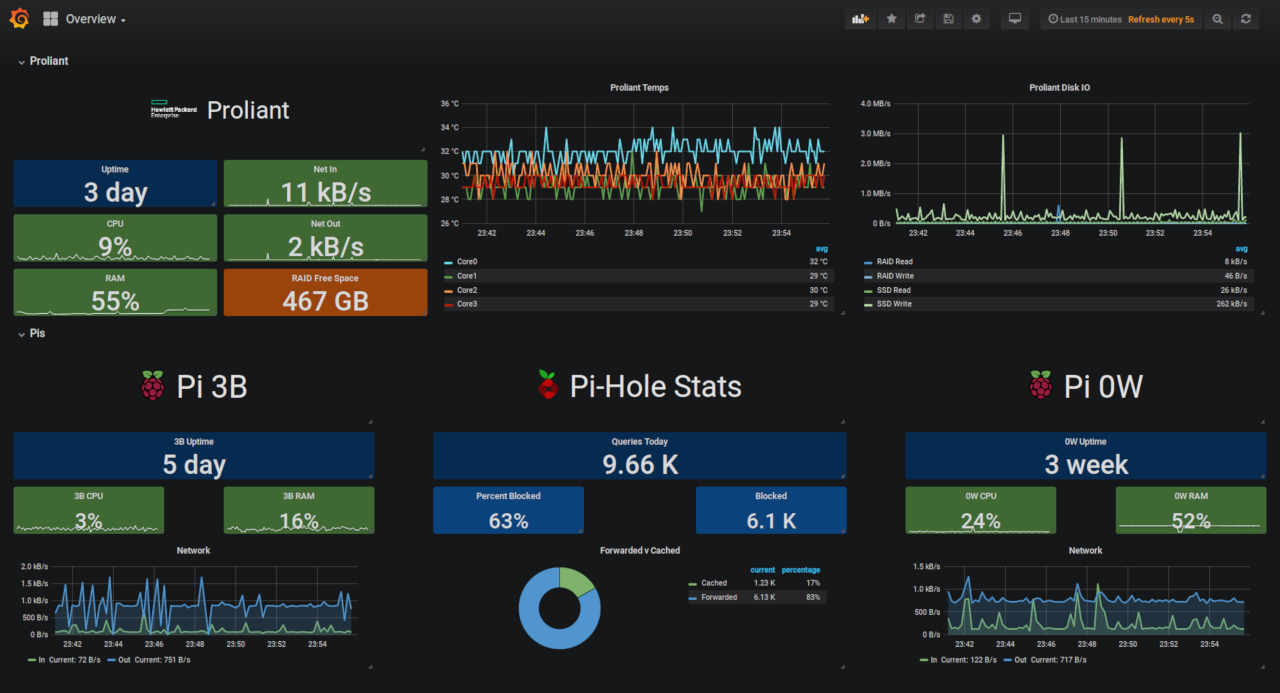 Overview
Last 15 minutes Refresh every 5s
Proliant
Hewlett Packard
Enterprise
Proliant
Uptime
3 day
Net In
11 kB/s
CPU
9%
Net Out
2 kB/s
RAM
55%
RAID Free Space
467 GB
Proliant Temps
36 °C
34 °C
32 °C
30 °C
28 °C
26 °C
23:42 23:44 23:46 23:48 23:50 23:52 23:54
avg
Core0 32 °C
Core1 29 °C
Core2 30 °C
Core3 29 °C
Proliant Disk IO
4.0 MB/s
3.0 MB/s
2.0 MB/s
1.0 MB/s
0 B/s
23:42 23:44 23:46 23:48 23:50 23:52 23:54
avg
RAID Read 8 kB/s
RAID Write 46 B/s
SSD Read 26 kB/s
SSD Write 262 kB/s
Pis
Pi 3B
3B Uptime
5 day
3B CPU
3%
3B RAM
16%
Network
2.0 kB/s
1.5 kB/s
1.0 kB/s
500 B/s
0 B/s
23:42 23:44 23:46 23:48 23:50 23:52 23:54
In Current: 72 B/s Out Current: 751 B/s
Pi-Hole Stats
Queries Today
9.66 K
Percent Blocked
63%
Blocked
6.1 K
Forwarded v Cached
current percentage
Cached 1.23 K 17%
Forwarded 6.13 K 83%
Pi 0W
0W Uptime
3 week
0W CPU
24%
0W RAM
52%
Network
1.5 kB/s
1.0 kB/s
500 B/s
0 B/s
23:42 23:44 23:46 23:48 23:50 23:52 23:54
In Current: 122 B/s Out Current: 717 B/s